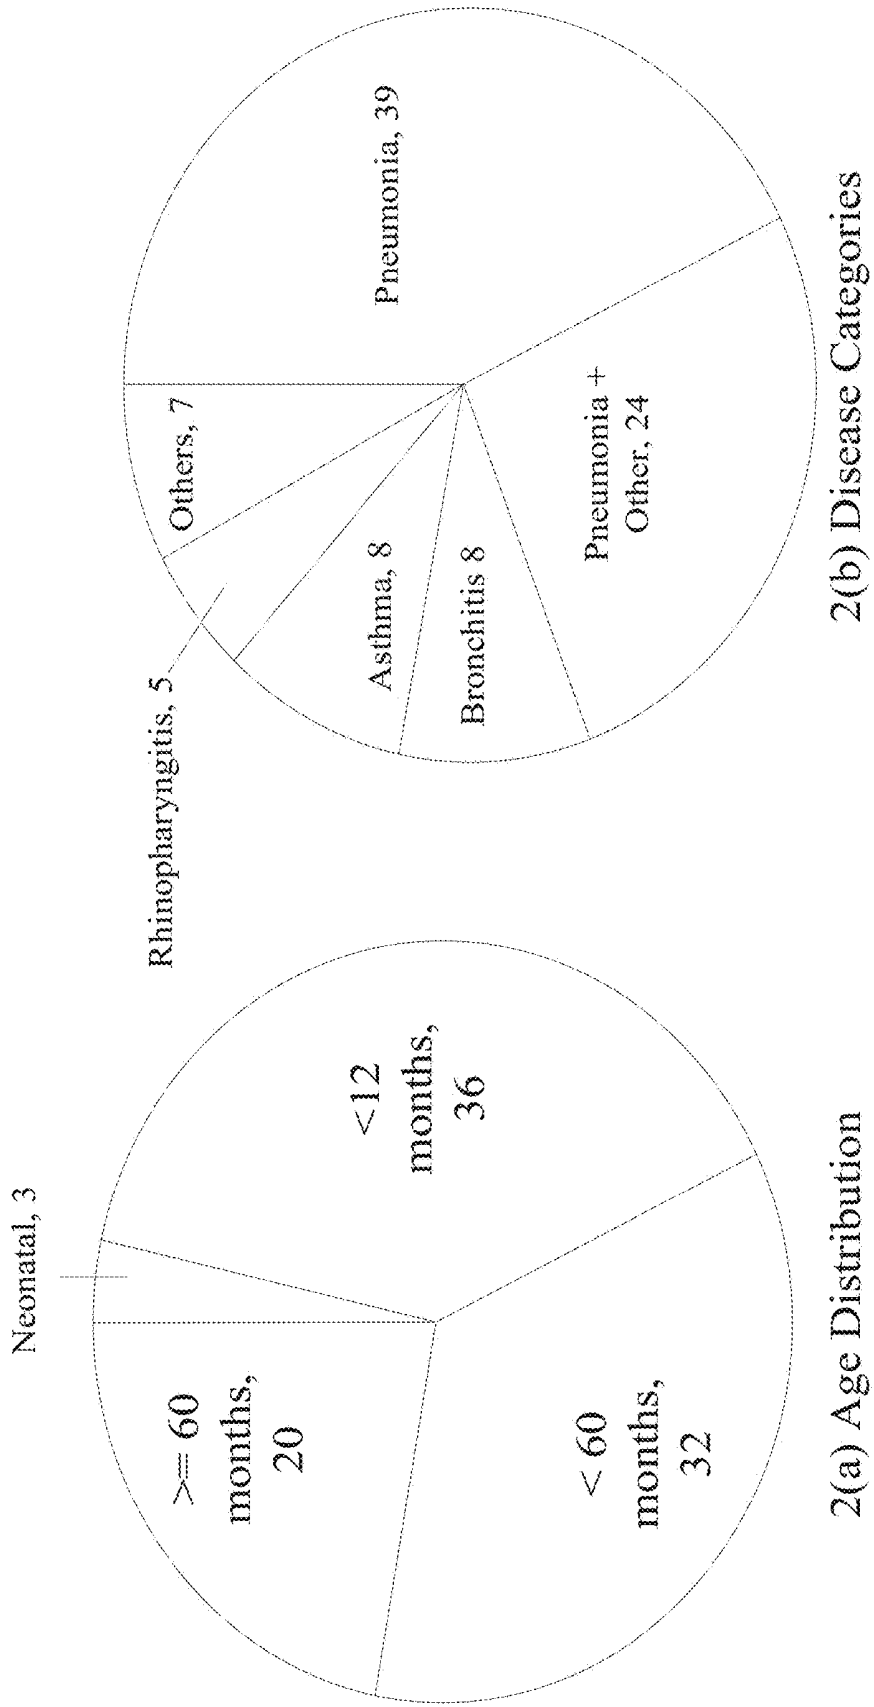 Neonatal, 3
>= 60
months,
20
<12
months,
36
< 60
months,
32
2(a) Age Distribution
Rhinopharyngitis, 5
Others, 7
Pneumonia, 39
Asthma, 8
Bronchitis 8
Pneumonia +
Other, 24
2(b) Disease Categories